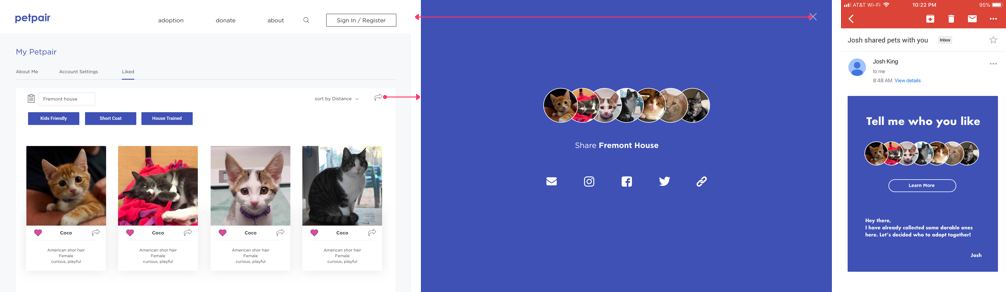 petpair
adoption
donate
about
Sign In / Register
My Petpair
About Me
Account Settings
Liked
Fremont house
sort by Distance
Kids Friendly
Short Coat
House Trained
Coco
American shor hair
Female
curious, playful
Coco
American shor hair
Female
curious, playful
Coco
American shor hair
Female
curious, playful
Coco
American shor hair
Female
curious, playful
Share Fremont House
AT&T Wi-Fi
10:22 PM
95%
Josh shared pets with you
Inbox
Josh King
to me
8:48 AM View details
Tell me who you like
Learn More
Hey there,
I have already collected some dorable ones
here. Let's decided who to adopt together!
Josh